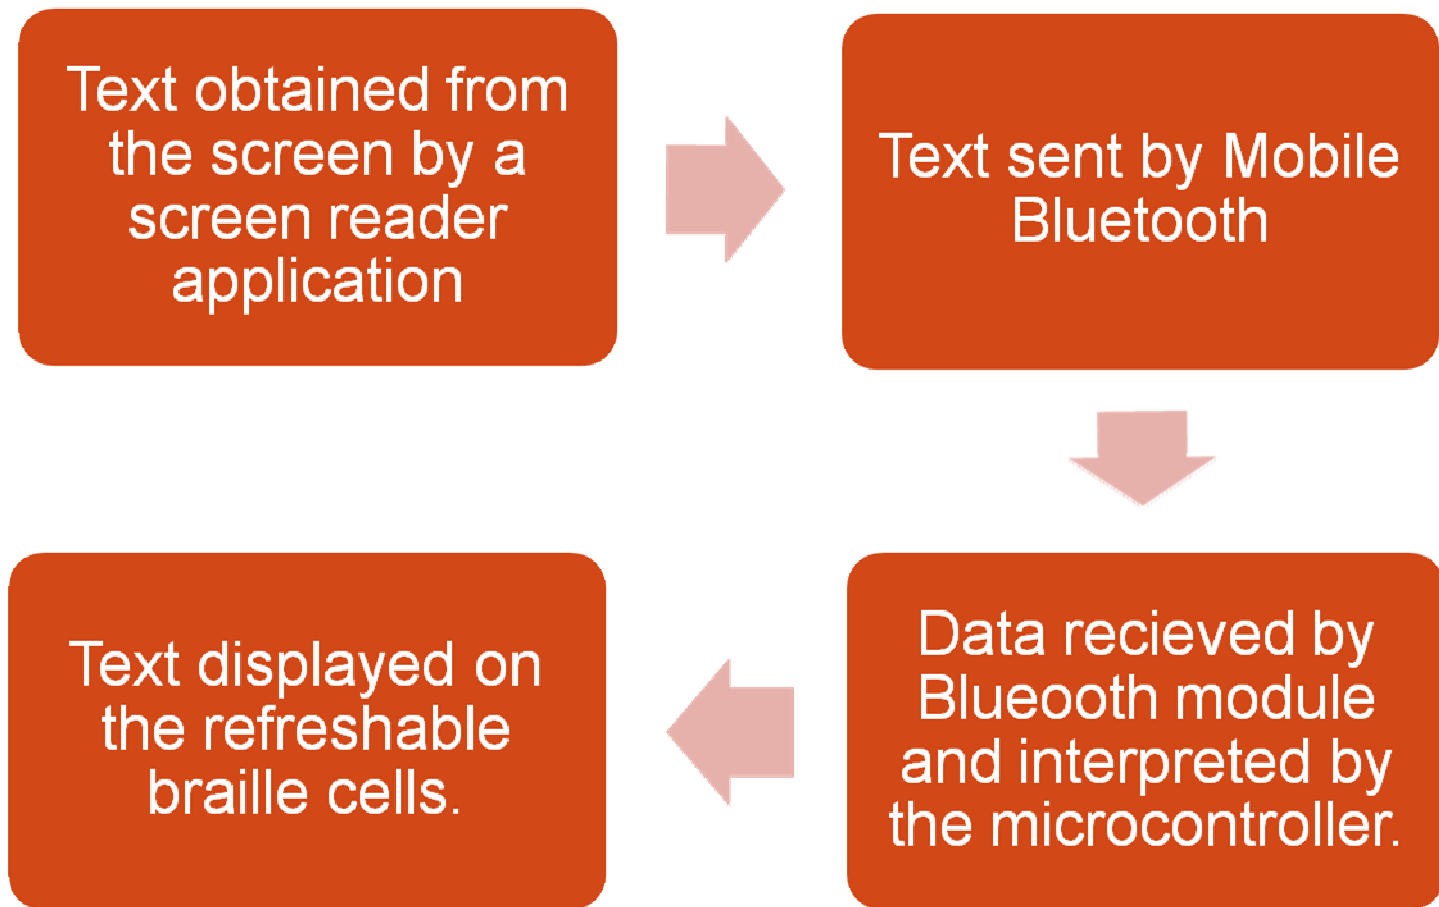 Text obtained from
the screen by a
screen reader
application
Text sent by Mobile
Bluetooth
Data recieved by
Blueooth module
and interpreted by
the microcontroller.
Text displayed on
the refreshable
braille cells.